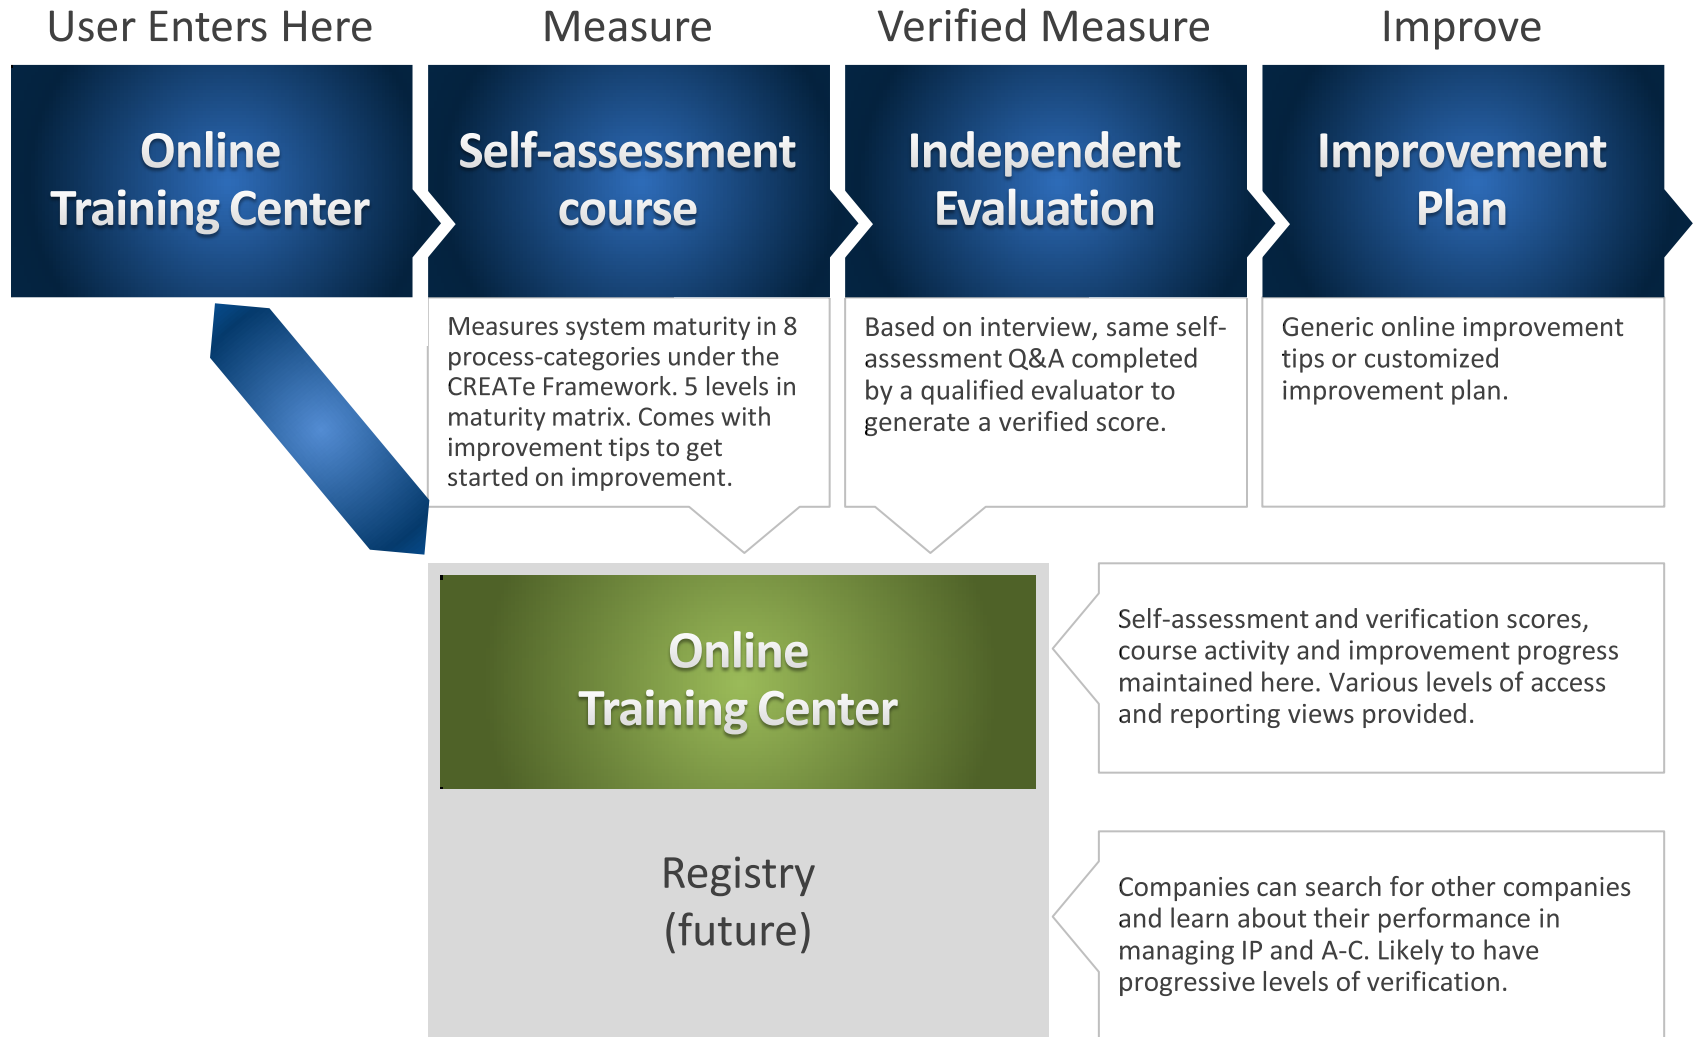 User Enters Here
Measure
Verified Measure
Improve
Online
Training Center
Self-assessment
course
Independent
Evaluation
Improvement
Plan
Measures system maturity in 8
process-categories under the
CREATe Framework. 5 levels in
maturity matrix. Comes with
improvement tips to get
started on improvement.
Based on interview, same self-
assessment Q&A completed
by a qualified evaluator to
generate a verified score.
Generic online improvement
tips or customized
improvement plan.
Online
Training Center
Self-assessment and verification scores,
course activity and improvement progress
maintained here. Various levels of access
and reporting views provided.
Registry
(future)
Companies can search for other companies
and learn about their performance in
managing IP and A-C. Likely to have
progressive levels of verification.